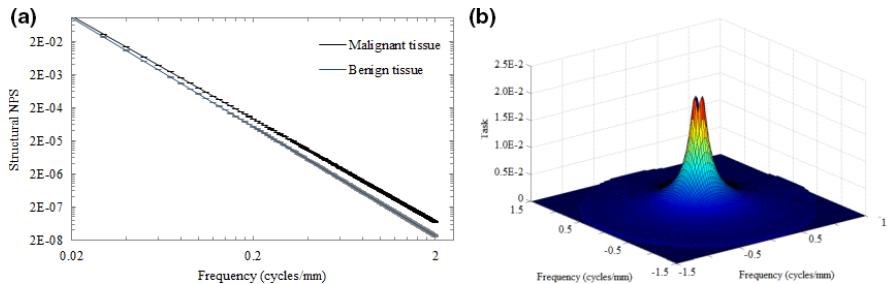 (a)
Structural NPS
2E-02
2E-03
2E-04
2E-05
2E-06
2E-07
2E-08
0.02
0.2
2
Frequency (cycles/mm)
Malignant tissue
Benign tissue
(b)
Task
2.5E-2
2.0E-2
1.5E-2
1.0E-2
0.5E-2
0
1.5
0.5
-0.5
-1.5
Frequency (cycles/mm)
-1.5
-0.5
0.5
1
Frequency (cycles/mm)